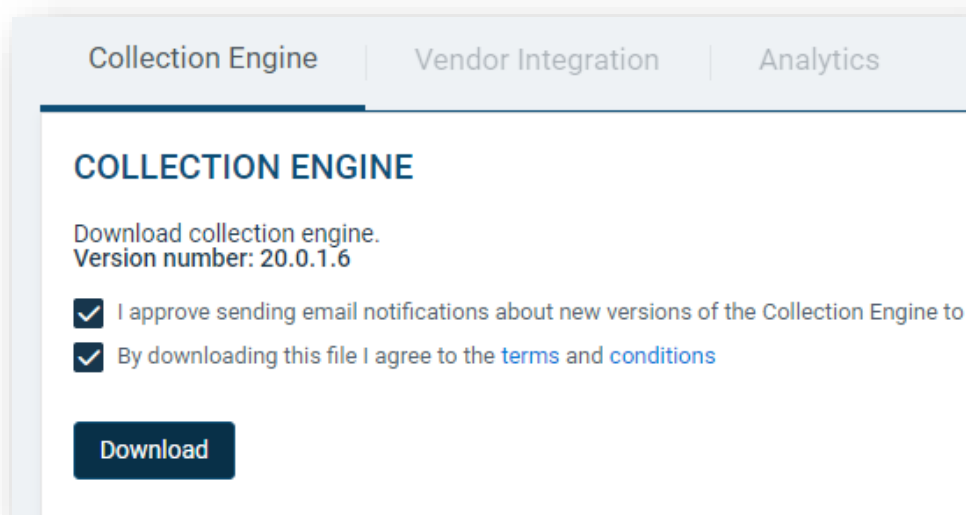 Collection Engine
Vendor Integration
Analytics
COLLECTION ENGINE
Download collection engine.
Version number: 20.0.1.6
I approve sending email notifications about new versions of the Collection Engine to
By downloading this file I agree to the terms and conditions
Download